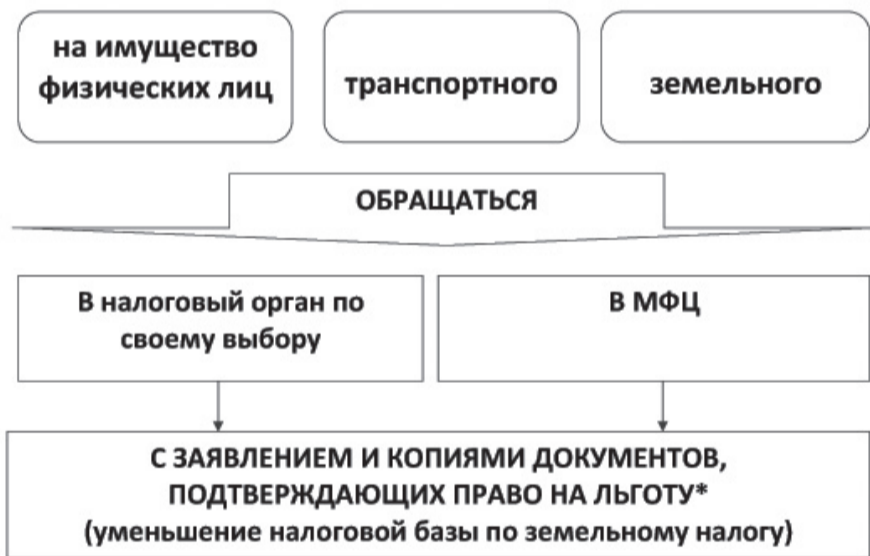 на имущество
физических лиц
транспортного
земельного
ОБРАЩАТЬСЯ
В налоговый орган по
своему выбору
В МФЦ
С ЗАЯВЛЕНИЕМ И КОПИЯМИ ДОКУМЕНТОВ,
ПОДТВЕРЖДАЮЩИХ ПРАВО НА ЛЬГОТУ*
(уменьшение налоговой базы по земельному налогу)